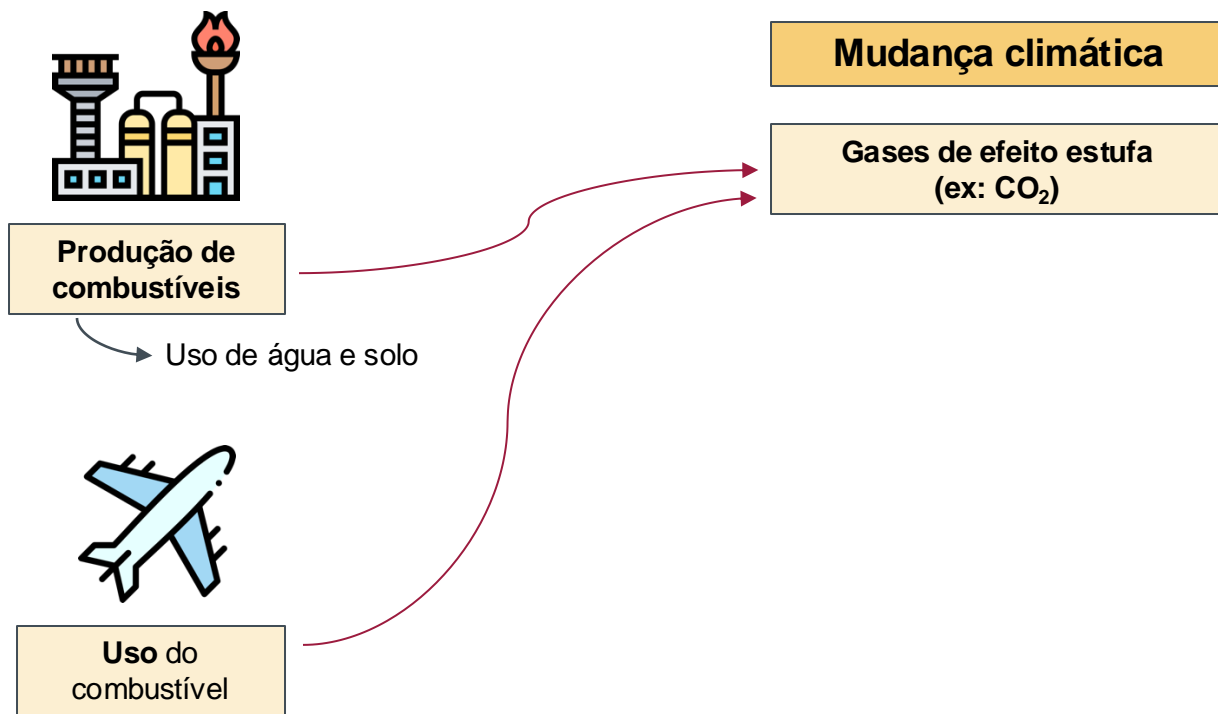 Mudança climática
Gases de efeito estufa
(ex: CO₂)
Produção de
combustíveis
Uso de água e solo
Uso do
combustível